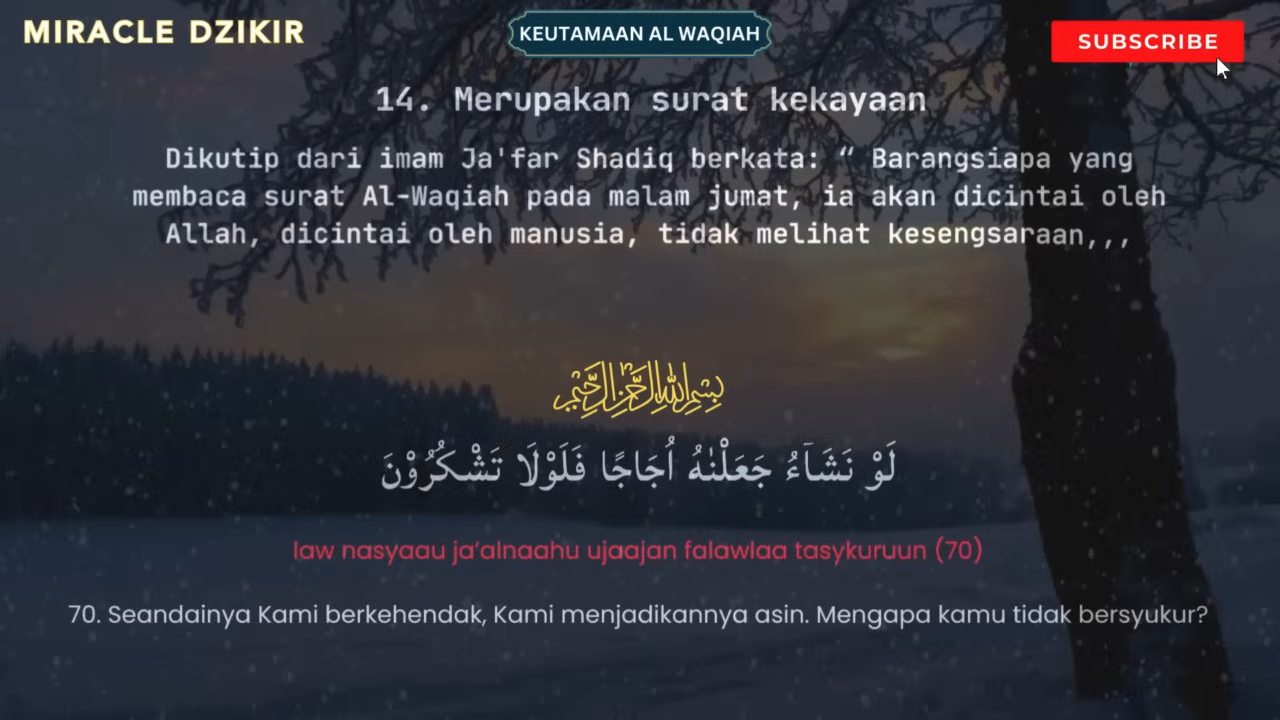 MIRACLE DZIKIR
KEUTAMAAN AL WAQIAH
SUBSCRIBE
14. Merupakan surat kekayaan
Dikutip dari imam Ja'far Shadiq berkata: “ Barangsiapa yang
membaca surat Al-Waqiah pada malam jumat, ia akan dicintai oleh
Allah, dicintai oleh manusia, tidak melihat kesengsaraan,,,
بِسْمِ اللهِ الرَّحْمٰنِ الرَّحِيْمِ
لَوْ نَشَاۤءُ جَعَلْنٰهُ اُجَاجًا فَلَوْلَا تَشْكُرُوْنَ
law nasyaau ja’alnaahu ujaajan falawlaa tasykuruun (70)
70. Seandainya Kami berkehendak, Kami menjadikannya asin. Mengapa kamu tidak bersyukur?